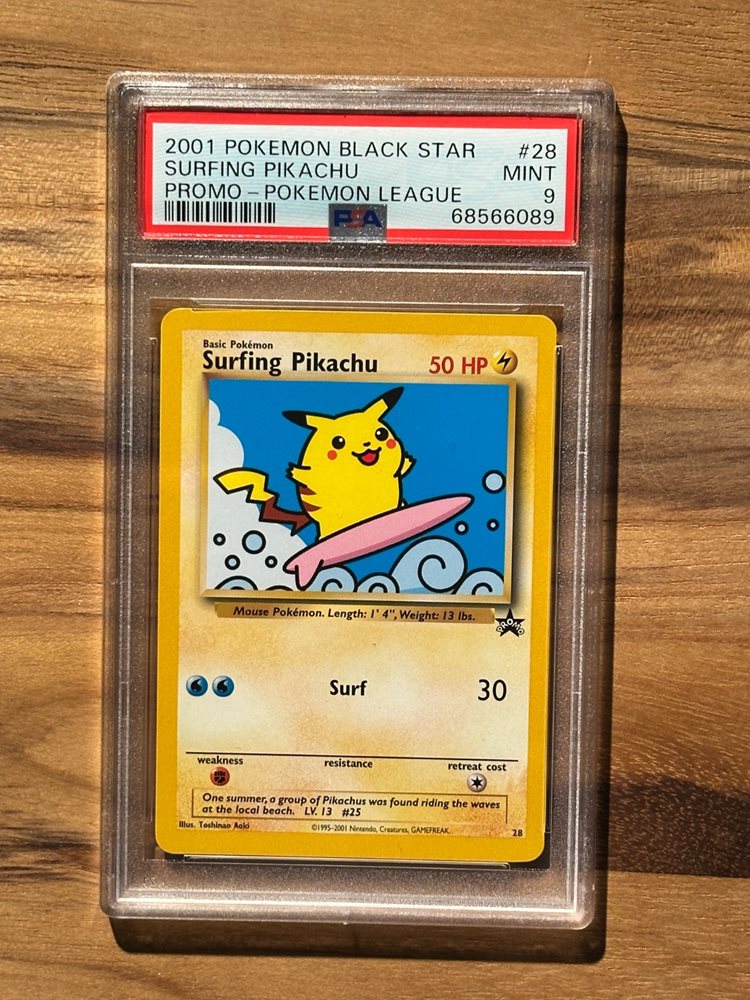 2001 POKEMON BLACK STAR #28
SURFING PIKACHU MINT
PROMO – POKEMON LEAGUE 9
PSA 68566089
Basic Pokémon
Surfing Pikachu 50 HP
Mouse Pokémon. Length: 1' 4", Weight: 13 lbs.
PROMO
Surf 30
weakness resistance retreat cost
One summer, a group of Pikachus was found riding the waves
at the local beach. LV. 13 #25
Illus. Toshinao Aoki ©1995-2001 Nintendo, Creatures, GAMEFREAK. 28